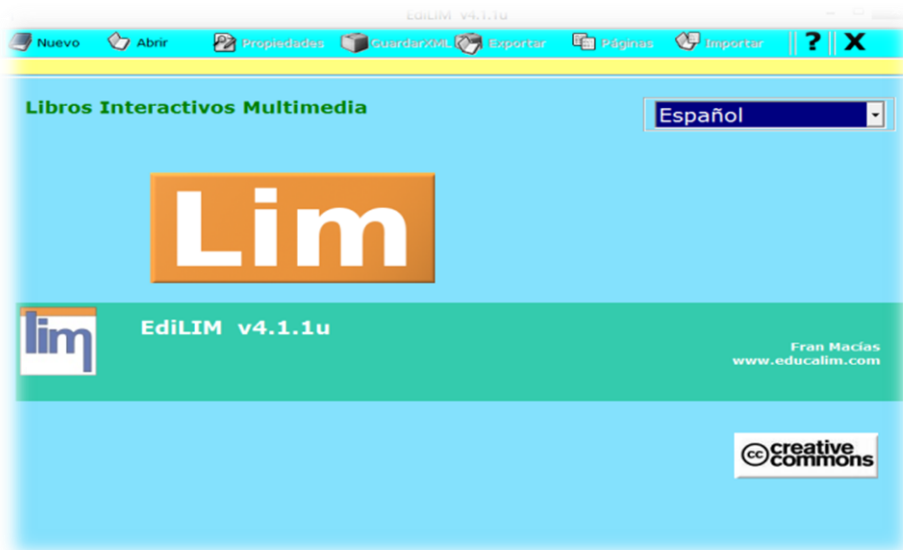 EdiLIM v4.1.1u
Nuevo Abrir Propiedades GuardarXML Exportar Páginas Importar ? X
Libros Interactivos Multimedia
Español
Lim
lim
EdiLIM v4.1.1u
Fran Macías
www.educalim.com
cc creative commons